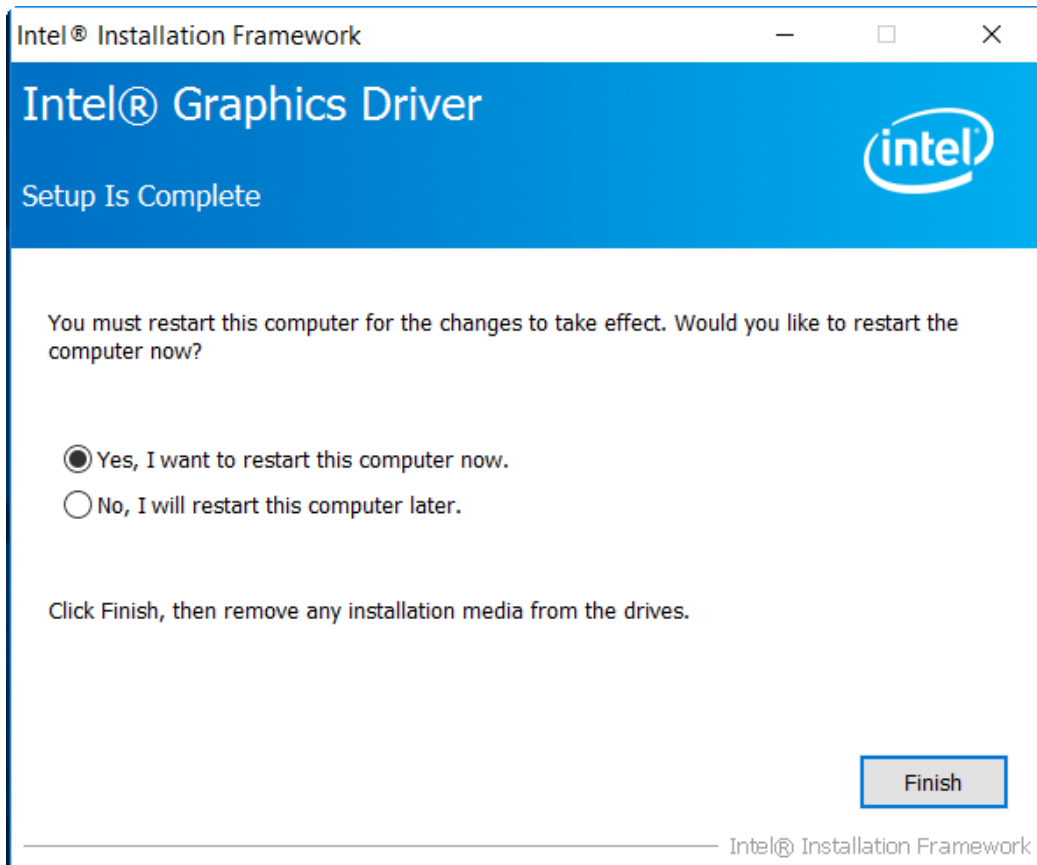 Intel® Installation Framework
Intel® Graphics Driver
intel
Setup Is Complete
You must restart this computer for the changes to take effect. Would you like to restart the
computer now?
Yes, I want to restart this computer now.
No, I will restart this computer later.
Click Finish, then remove any installation media from the drives.
Finish
Intel® Installation Framework